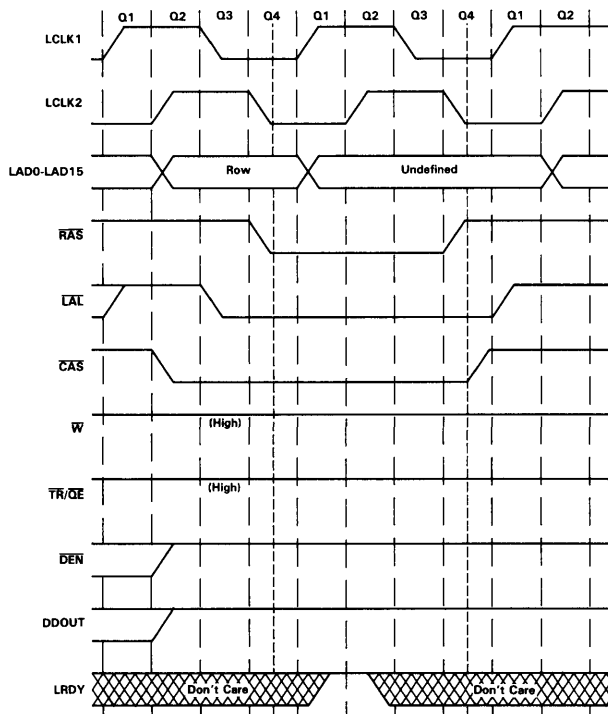 Q1 Q2 Q3 Q4 Q1 Q2 Q3 Q4 Q1 Q2
LCLK1
LCLK2
LAD0-LAD15 Row Undefined
RAS
LAL
CAS
W (High)
TR/QE (High)
DEN
DDOUT
LRDY Don't Care Don't Care